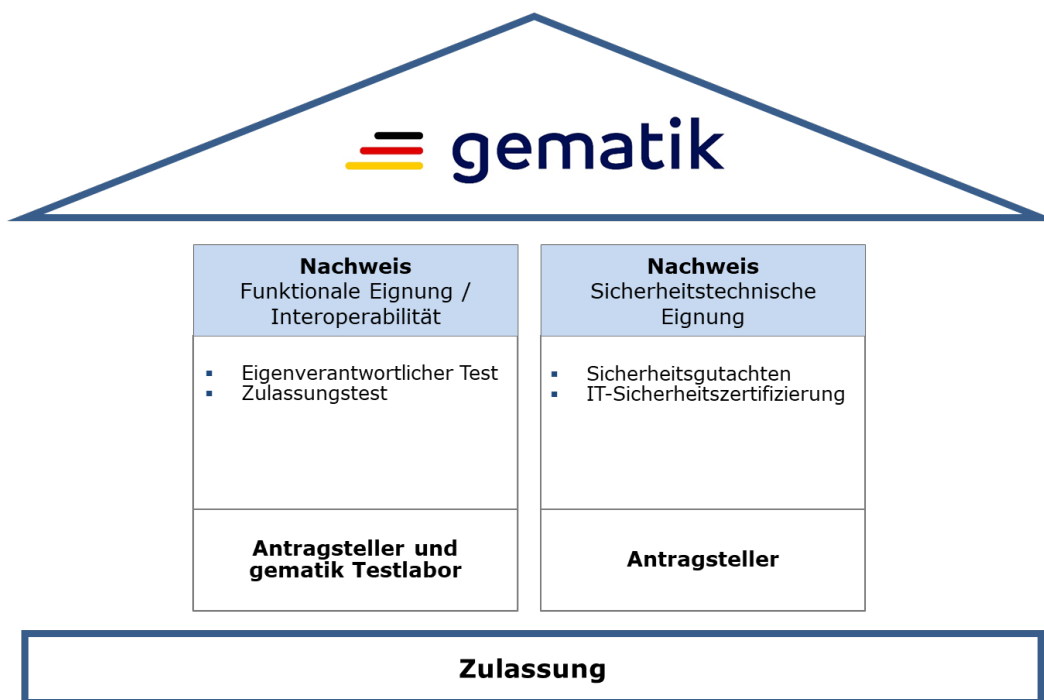 gematik
Nachweis
Funktionale Eignung /
Interoperabilität
▪ Eigenverantwortlicher Test
▪ Zulassungstest
Antragsteller und
gematik Testlabor
Nachweis
Sicherheitstechnische
Eignung
▪ Sicherheitsgutachten
▪ IT-Sicherheitszertifizierung
Antragsteller
Zulassung